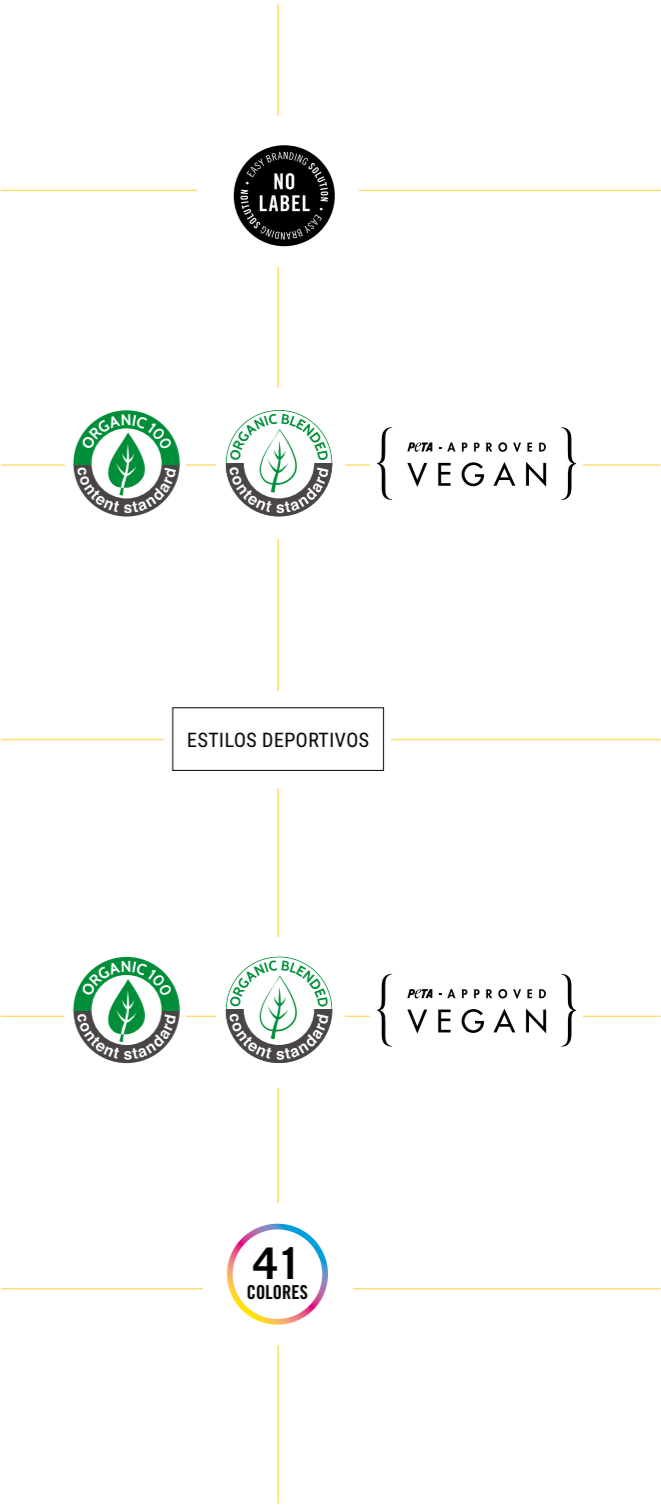 EASY BRANDING SOLUTION • EASY BRANDING SOLUTION •
NO
LABEL
ORGANIC 100
content standard
ORGANIC BLENDED
content standard
PETA - APPROVED
VEGAN
ESTILOS DEPORTIVOS
ORGANIC 100
content standard
ORGANIC BLENDED
content standard
PETA - APPROVED
VEGAN
41
COLORES